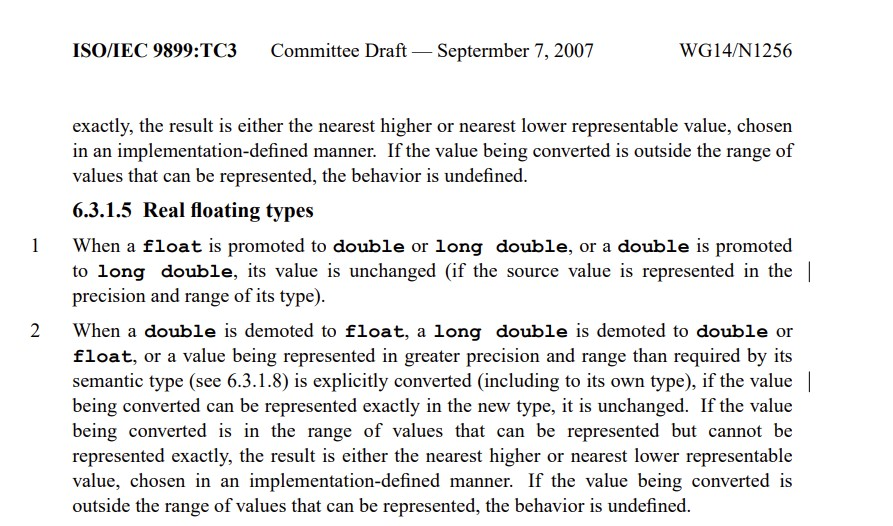 ISO/IEC 9899:TC3 Committee Draft — Septermber 7, 2007 WG14/N1256
exactly, the result is either the nearest higher or nearest lower representable value, chosen
in an implementation-defined manner. If the value being converted is outside the range of
values that can be represented, the behavior is undefined.
6.3.1.5 Real floating types
1 When a float is promoted to double or long double, or a double is promoted
to long double, its value is unchanged (if the source value is represented in the |
precision and range of its type).
2 When a double is demoted to float, a long double is demoted to double or
float, or a value being represented in greater precision and range than required by its
semantic type (see 6.3.1.8) is explicitly converted (including to its own type), if the value |
being converted can be represented exactly in the new type, it is unchanged. If the value
being converted is in the range of values that can be represented but cannot be
represented exactly, the result is either the nearest higher or nearest lower representable
value, chosen in an implementation-defined manner. If the value being converted is
outside the range of values that can be represented, the behavior is undefined.